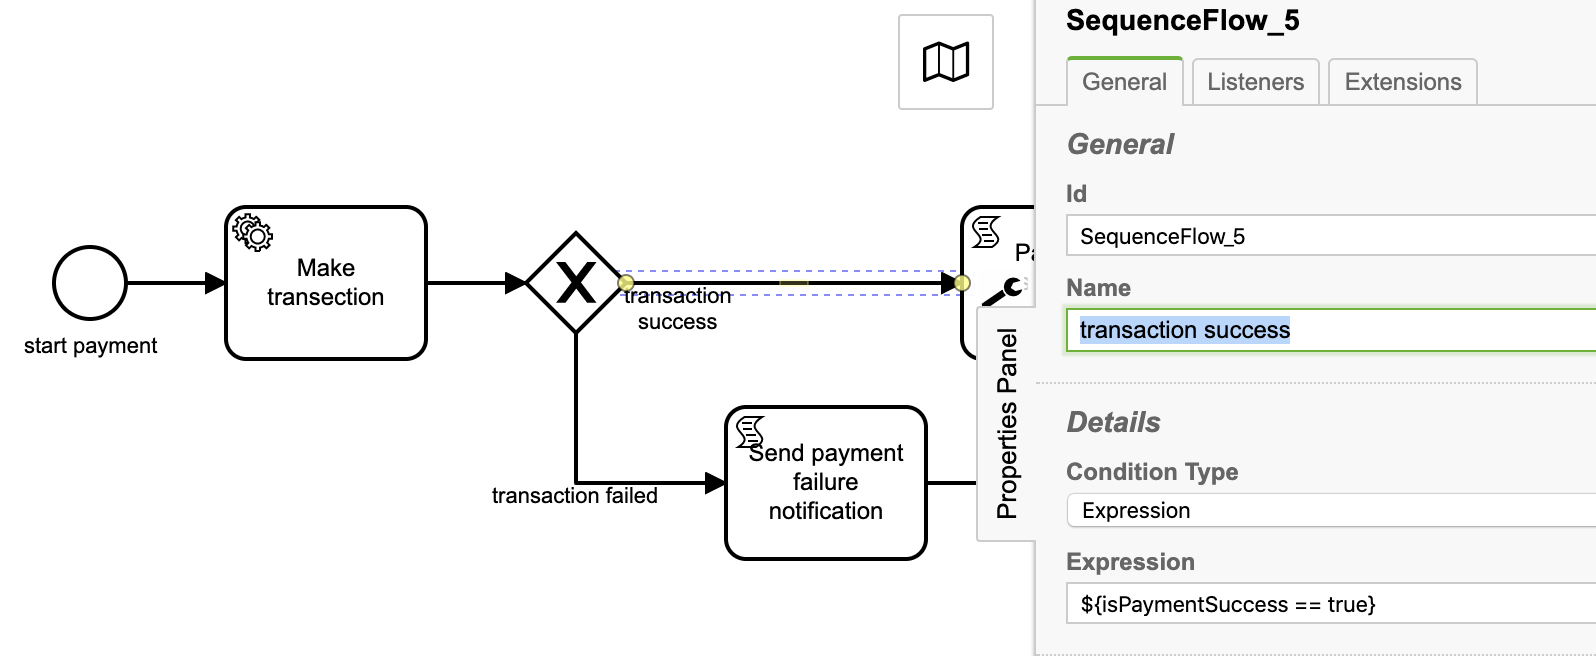 SequenceFlow_5
General
Listeners
Extensions
General
Id
SequenceFlow_5
Name
transaction success
Details
Condition Type
Expression
Expression
${isPaymentSuccess == true}
Properties Panel
start payment
Make
transection
X
transaction
success
transaction failed
Send payment
failure
notification